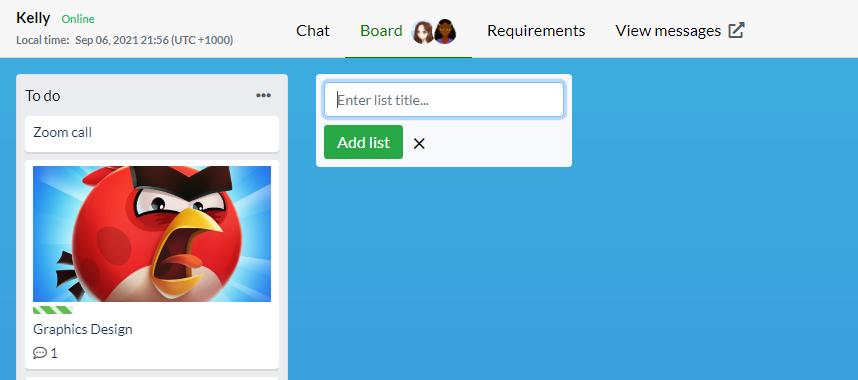 Kelly Online
Local time: Sep 06, 2021 21:56 (UTC +1000)
Chat
Board
Requirements
View messages
To do
Zoom call
Graphics Design
1
Enter list title...
Add list